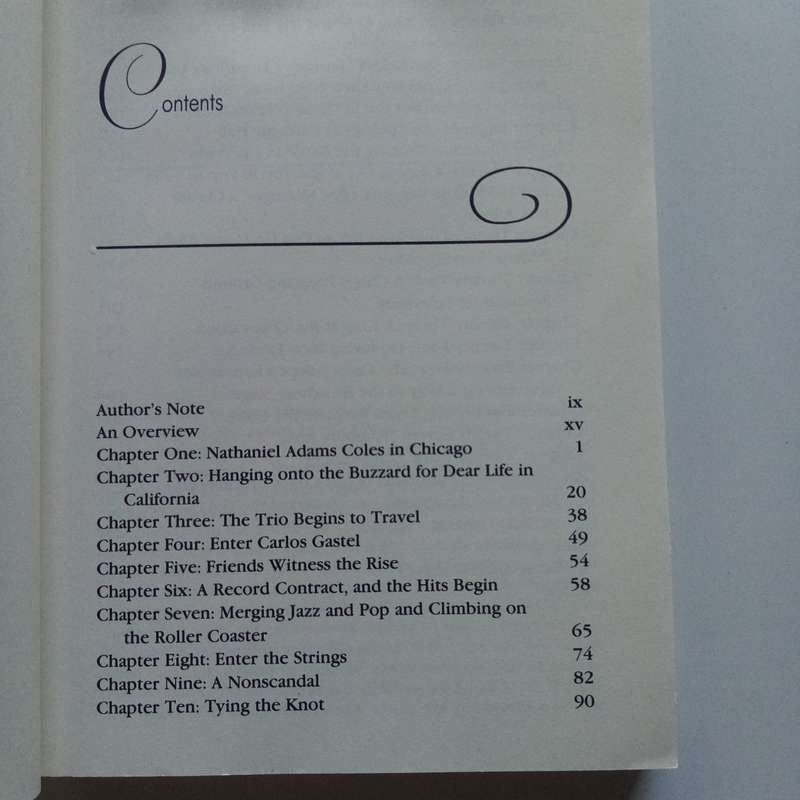 Contents
Author's Note ix
An Overview xv
Chapter One: Nathaniel Adams Coles in Chicago 1
Chapter Two: Hanging onto the Buzzard for Dear Life in
California 20
Chapter Three: The Trio Begins to Travel 38
Chapter Four: Enter Carlos Gastel 49
Chapter Five: Friends Witness the Rise 54
Chapter Six: A Record Contract, and the Hits Begin 58
Chapter Seven: Merging Jazz and Pop and Climbing on
the Roller Coaster 65
Chapter Eight: Enter the Strings 74
Chapter Nine: A Nonscandal 82
Chapter Ten: Tying the Knot 90